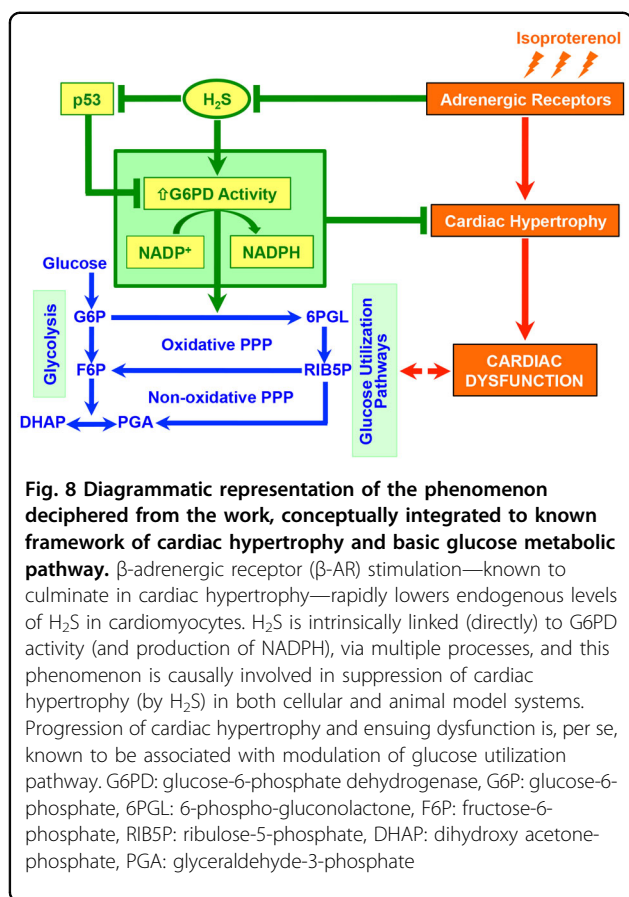 Isoproterenol
p53
H₂S
Adrenergic Receptors
⇧G6PD Activity
Cardiac Hypertrophy
NADP⁺
NADPH
Glucose
Glycolysis
G6P
6PGL
Oxidative PPP
F6P
RIB5P
Non-oxidative PPP
DHAP
PGA
Glucose Utilization
Pathways
CARDIAC
DYSFUNCTION
Fig. 8 Diagrammatic representation of the phenomenon
deciphered from the work, conceptually integrated to known
framework of cardiac hypertrophy and basic glucose metabolic
pathway. β-adrenergic receptor (β-AR) stimulation—known to
culminate in cardiac hypertrophy—rapidly lowers endogenous levels
of H₂S in cardiomyocytes. H₂S is intrinsically linked (directly) to G6PD
activity (and production of NADPH), via multiple processes, and this
phenomenon is causally involved in suppression of cardiac
hypertrophy (by H₂S) in both cellular and animal model systems.
Progression of cardiac hypertrophy and ensuing dysfunction is, per se,
known to be associated with modulation of glucose utilization
pathway. G6PD: glucose-6-phosphate dehydrogenase, G6P: glucose-6-
phosphate, 6PGL: 6-phospho-gluconolactone, F6P: fructose-6-
phosphate, RIB5P: ribulose-5-phosphate, DHAP: dihydroxy acetone-
phosphate, PGA: glyceraldehyde-3-phosphate